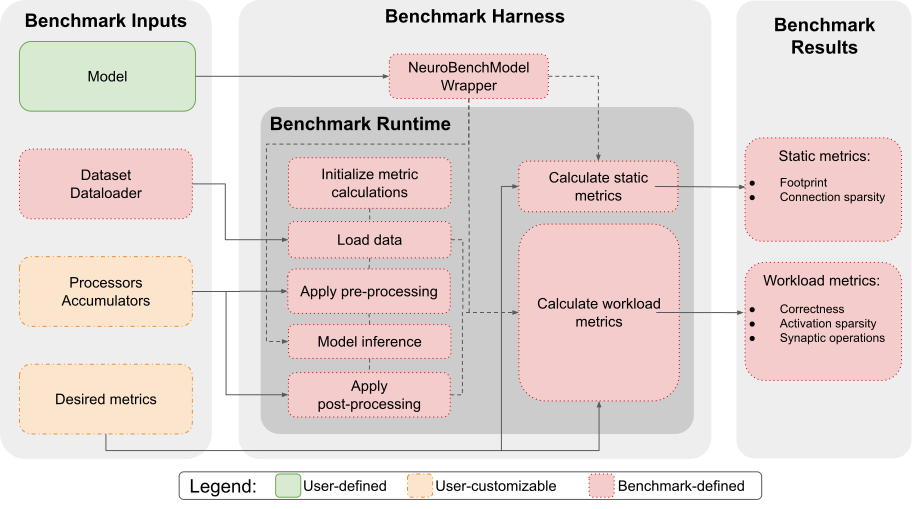 Benchmark Inputs
Model
Dataset
Dataloader
Processors
Accumulators
Desired metrics
Benchmark Harness
NeuroBenchModel
Wrapper
Benchmark Runtime
Initialize metric
calculations
Load data
Apply pre-processing
Model inference
Apply
post-processing
Calculate static
metrics
Calculate workload
metrics
Benchmark
Results
Static metrics:
● Footprint
● Connection sparsity
Workload metrics:
● Correctness
● Activation sparsity
● Synaptic operations
Legend: User-defined User-customizable Benchmark-defined